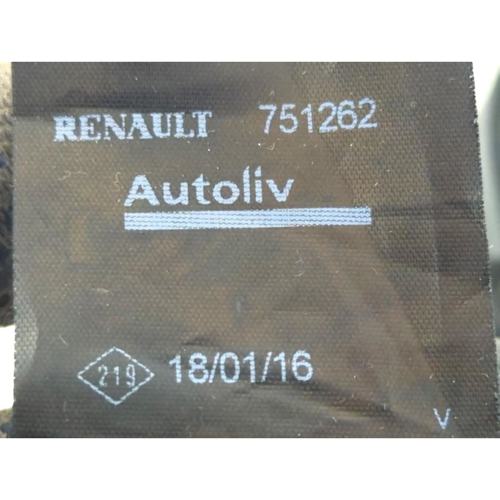 RENAULT 751262
Autoliv
219 18/01/16
V